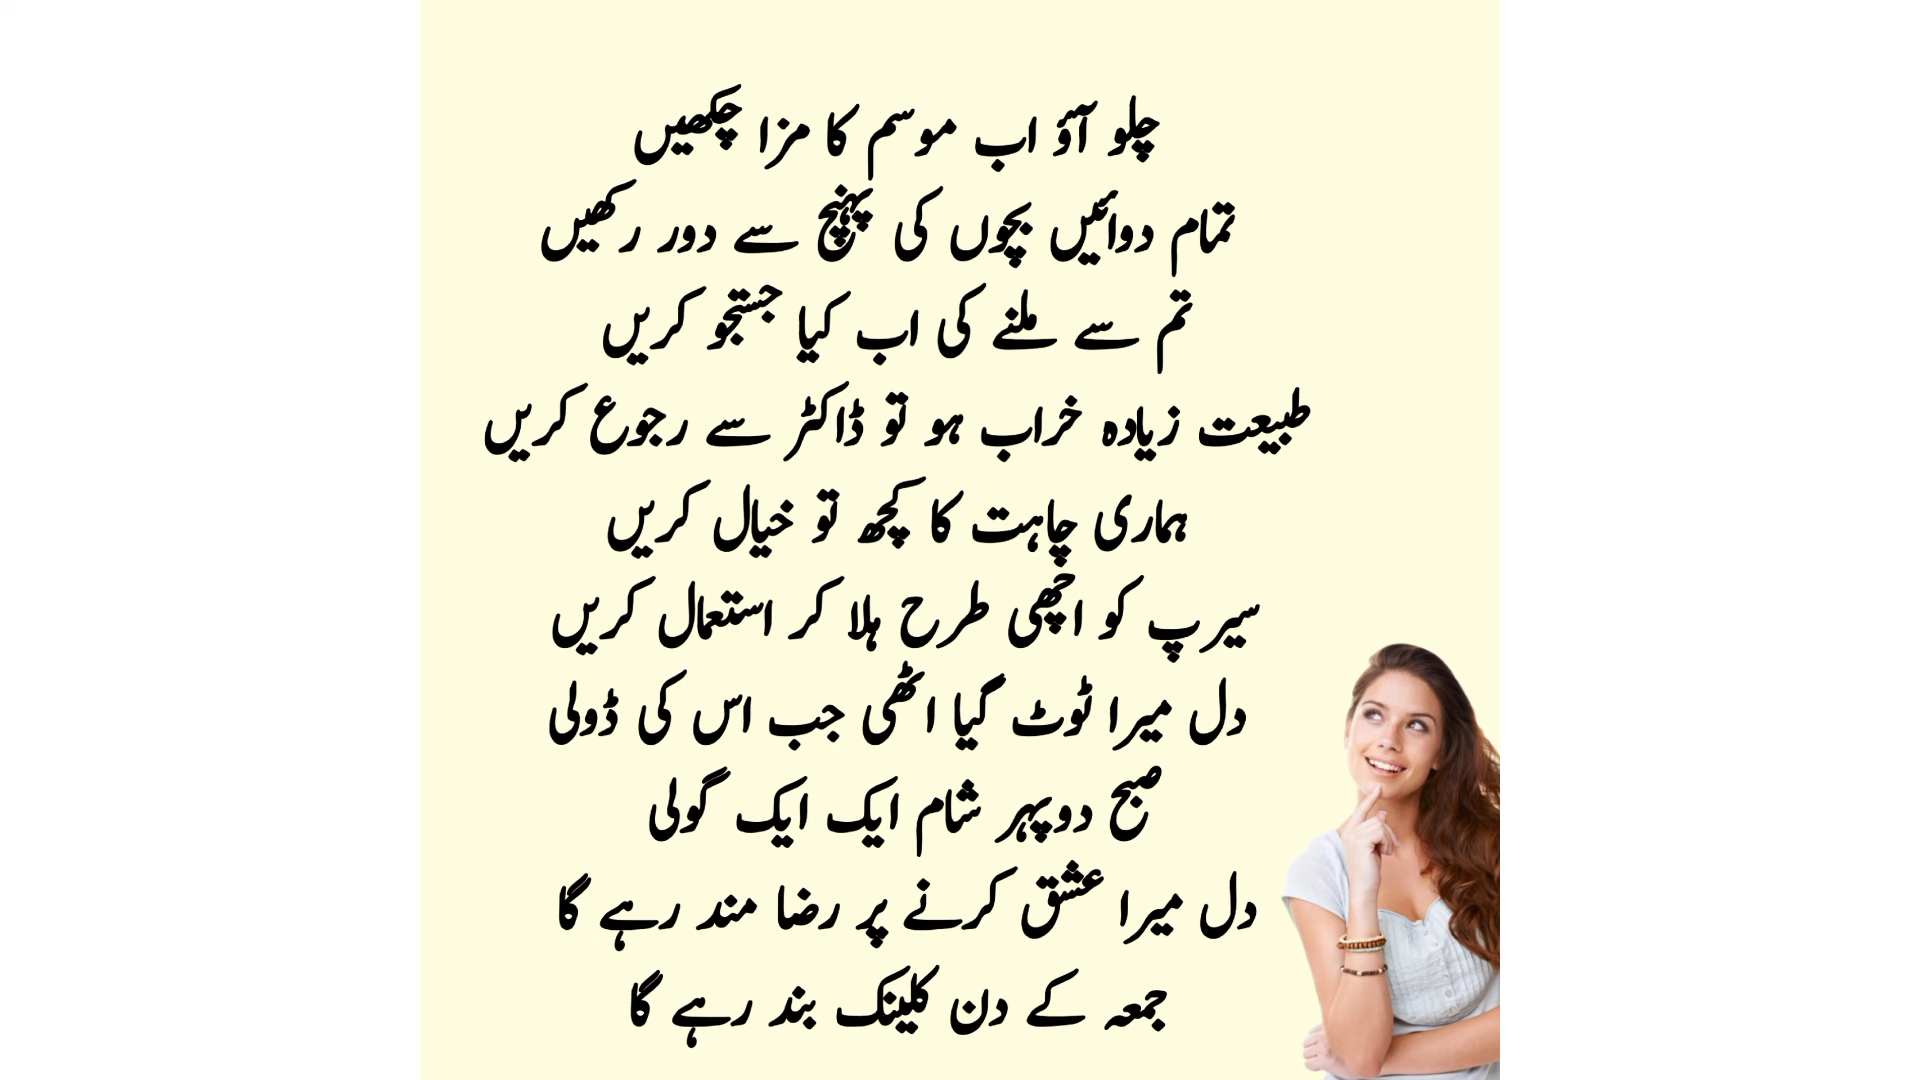 چلو آؤ اب موسم کا مزا چکھیں
تمام دوائیں بچوں کی پہنچ سے دور رکھیں
تم سے ملنے کی اب کیا جستجو کریں
طبیعت زیادہ خراب ہو تو ڈاکٹر سے رجوع کریں
ہماری چاہت کا کچھ تو خیال کریں
سیرپ کو اچھی طرح ہلا کر استعمال کریں
دل میرا ٹوٹ گیا اٹھی جب اس کی ڈولی
صبح دوپہر شام ایک ایک گولی
دل میرا عشق کرنے پر رضا مند رہے گا
جمعہ کے دن کلینک بند رہے گا